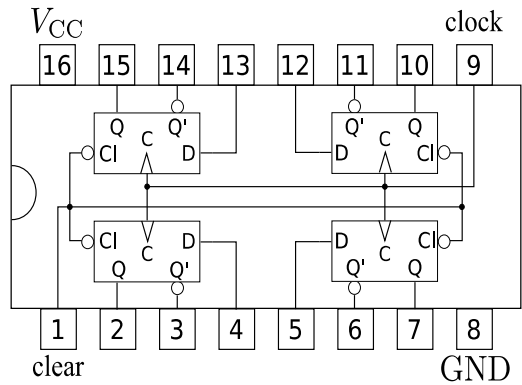 VCC clock
16 15 14 13 12 11 10 9
Q Q' Q' Q
Cl C D D C Cl
Cl C D D C Cl
Q Q' Q' Q
1 2 3 4 5 6 7 8
clear GND